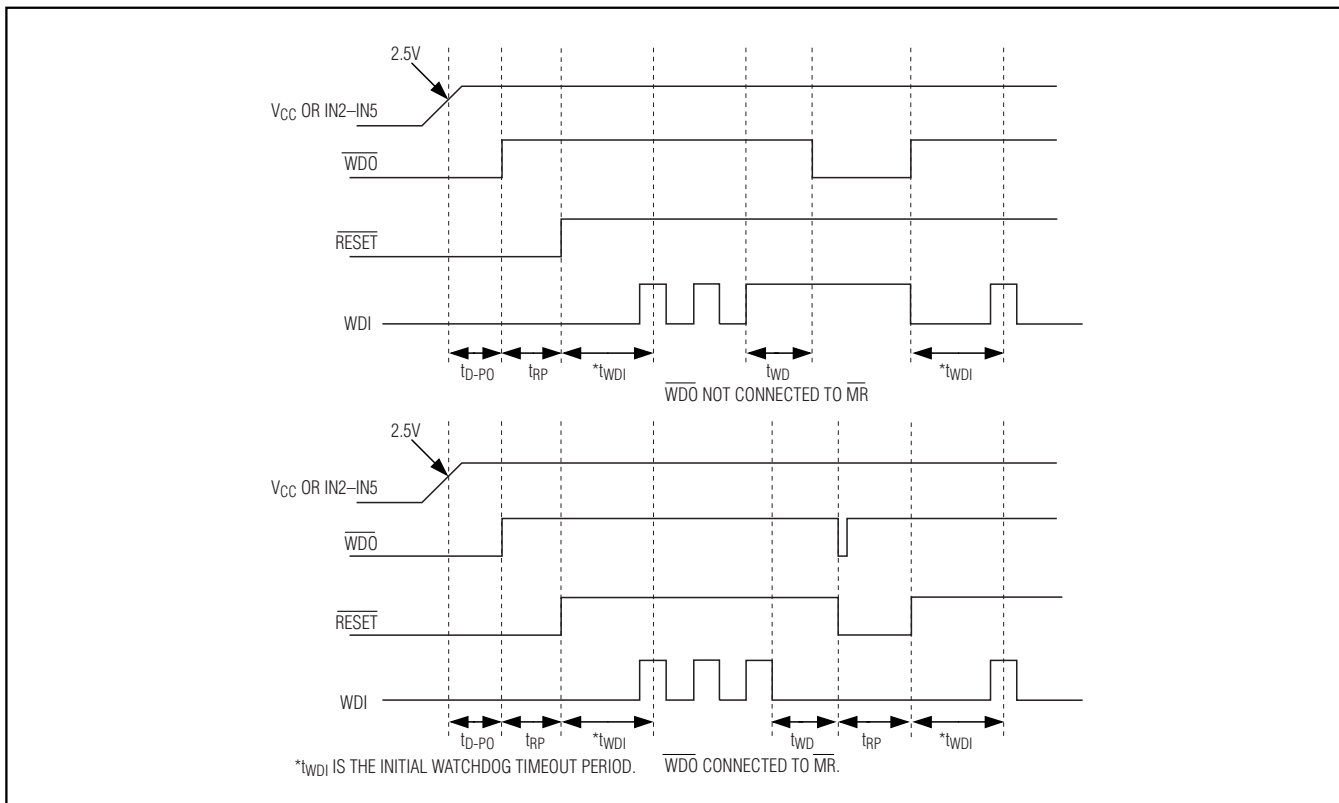 2.5V
VCC OR IN2–IN5
WDO
RESET
WDI
tD-PO tRP *tWDI tWD *tWDI
WDO NOT CONNECTED TO MR
2.5V
VCC OR IN2–IN5
WDO
RESET
WDI
tD-PO tRP *tWDI tWD tRP *tWDI
*tWDI IS THE INITIAL WATCHDOG TIMEOUT PERIOD. WDO CONNECTED TO MR.